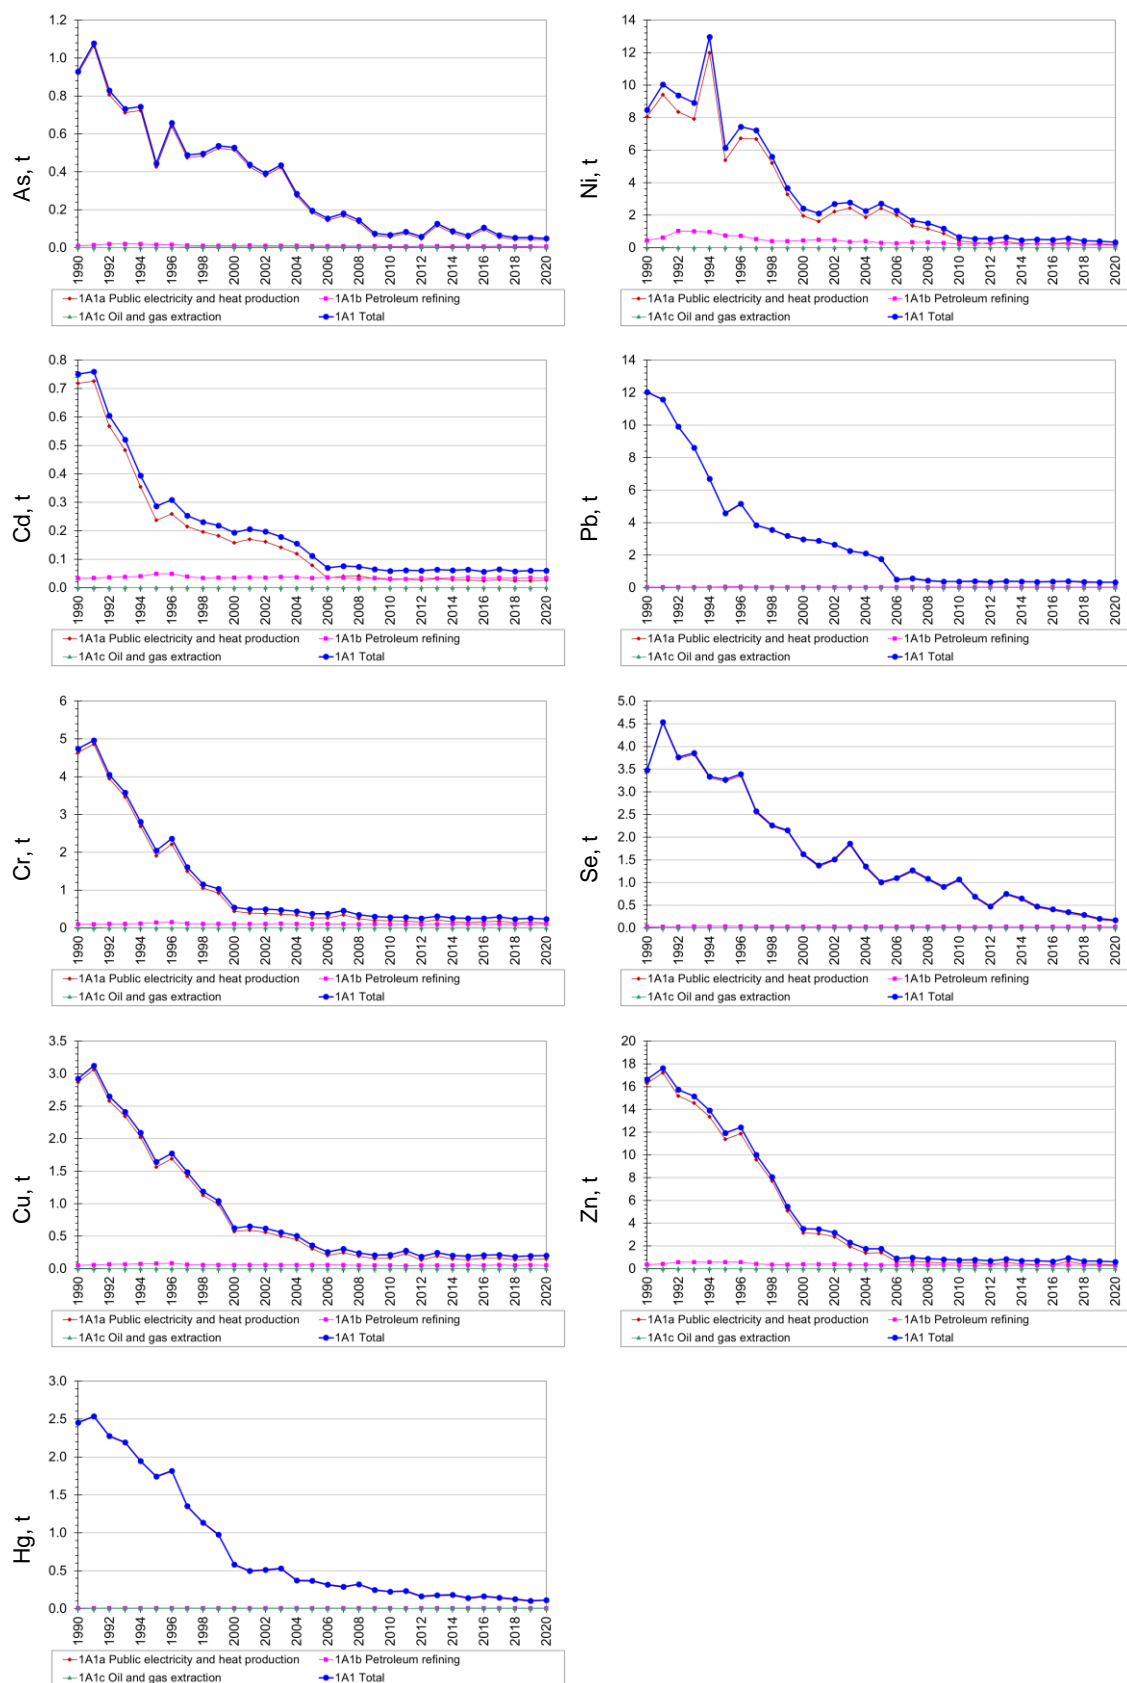 As, t
1.2
1.0
0.8
0.6
0.4
0.2
0.0
1990 1992 1994 1996 1998 2000 2002 2004 2006 2008 2010 2012 2014 2016 2018 2020
1A1a Public electricity and heat production 1A1b Petroleum refining
1A1c Oil and gas extraction 1A1 Total
Ni, t
14
12
10
8
6
4
2
0
1990 1992 1994 1996 1998 2000 2002 2004 2006 2008 2010 2012 2014 2016 2018 2020
1A1a Public electricity and heat production 1A1b Petroleum refining
1A1c Oil and gas extraction 1A1 Total
Cd, t
0.8
0.7
0.6
0.5
0.4
0.3
0.2
0.1
0.0
1990 1992 1994 1996 1998 2000 2002 2004 2006 2008 2010 2012 2014 2016 2018 2020
1A1a Public electricity and heat production 1A1b Petroleum refining
1A1c Oil and gas extraction 1A1 Total
Pb, t
14
12
10
8
6
4
2
0
1990 1992 1994 1996 1998 2000 2002 2004 2006 2008 2010 2012 2014 2016 2018 2020
1A1a Public electricity and heat production 1A1b Petroleum refining
1A1c Oil and gas extraction 1A1 Total
Cr, t
6
5
4
3
2
1
0
1990 1992 1994 1996 1998 2000 2002 2004 2006 2008 2010 2012 2014 2016 2018 2020
1A1a Public electricity and heat production 1A1b Petroleum refining
1A1c Oil and gas extraction 1A1 Total
Se, t
5.0
4.5
4.0
3.5
3.0
2.5
2.0
1.5
1.0
0.5
0.0
1990 1992 1994 1996 1998 2000 2002 2004 2006 2008 2010 2012 2014 2016 2018 2020
1A1a Public electricity and heat production 1A1b Petroleum refining
1A1c Oil and gas extraction 1A1 Total
Cu, t
3.5
3.0
2.5
2.0
1.5
1.0
0.5
0.0
1990 1992 1994 1996 1998 2000 2002 2004 2006 2008 2010 2012 2014 2016 2018 2020
1A1a Public electricity and heat production 1A1b Petroleum refining
1A1c Oil and gas extraction 1A1 Total
Zn, t
20
18
16
14
12
10
8
6
4
2
0
1990 1992 1994 1996 1998 2000 2002 2004 2006 2008 2010 2012 2014 2016 2018 2020
1A1a Public electricity and heat production 1A1b Petroleum refining
1A1c Oil and gas extraction 1A1 Total
Hg, t
3.0
2.5
2.0
1.5
1.0
0.5
0.0
1990 1992 1994 1996 1998 2000 2002 2004 2006 2008 2010 2012 2014 2016 2018 2020
1A1a Public electricity and heat production 1A1b Petroleum refining
1A1c Oil and gas extraction 1A1 Total